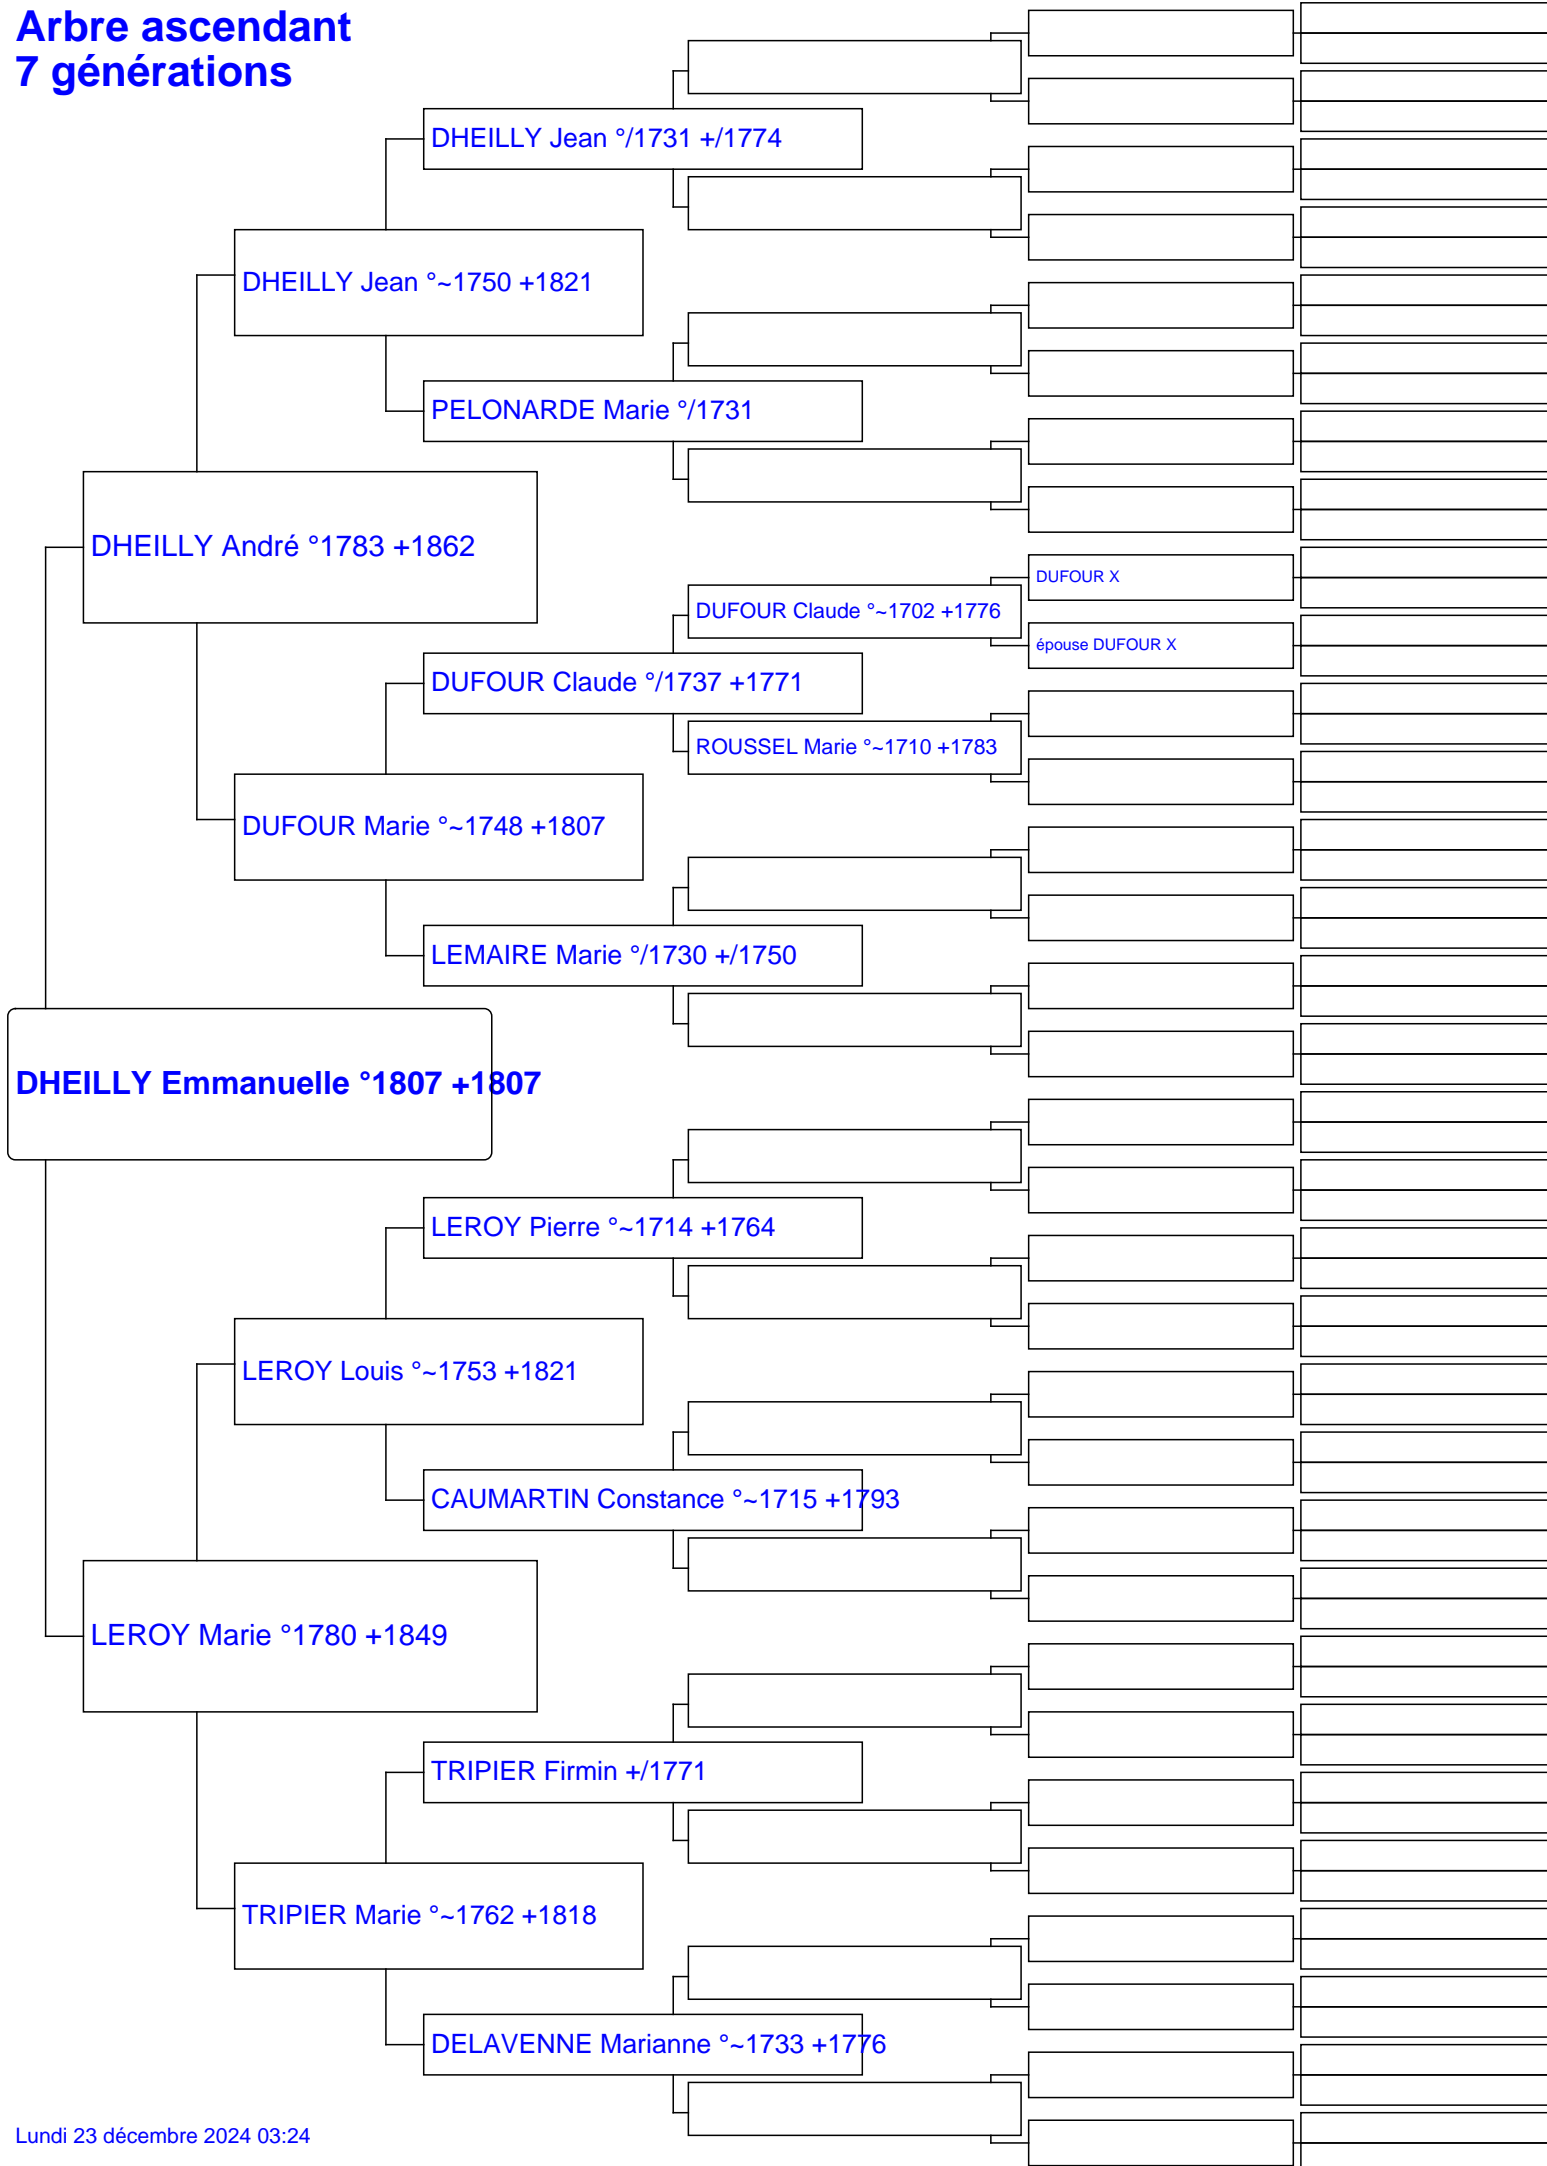 Arbre ascendant
7 générations
DHEILLY Jean °/1731 +/1774
DHEILLY Jean °~1750 +1821
PELONARDE Marie °/1731
DHEILLY André °1783 +1862
DUFOUR X
DUFOUR Claude °~1702 +1776
épouse DUFOUR X
DUFOUR Claude °/1737 +1771
ROUSSEL Marie °~1710 +1783
DUFOUR Marie °~1748 +1807
LEMAIRE Marie °/1730 +/1750
DHEILLY Emmanuelle °1807 +1807
LEROY Pierre °~1714 +1764
LEROY Louis °~1753 +1821
CAUMARTIN Constance °~1715 +1793
LEROY Marie °1780 +1849
TRIPIER Firmin +/1771
TRIPIER Marie °~1762 +1818
DELAVENNE Marianne °~1733 +1776
Lundi 23 décembre 2024 03:24